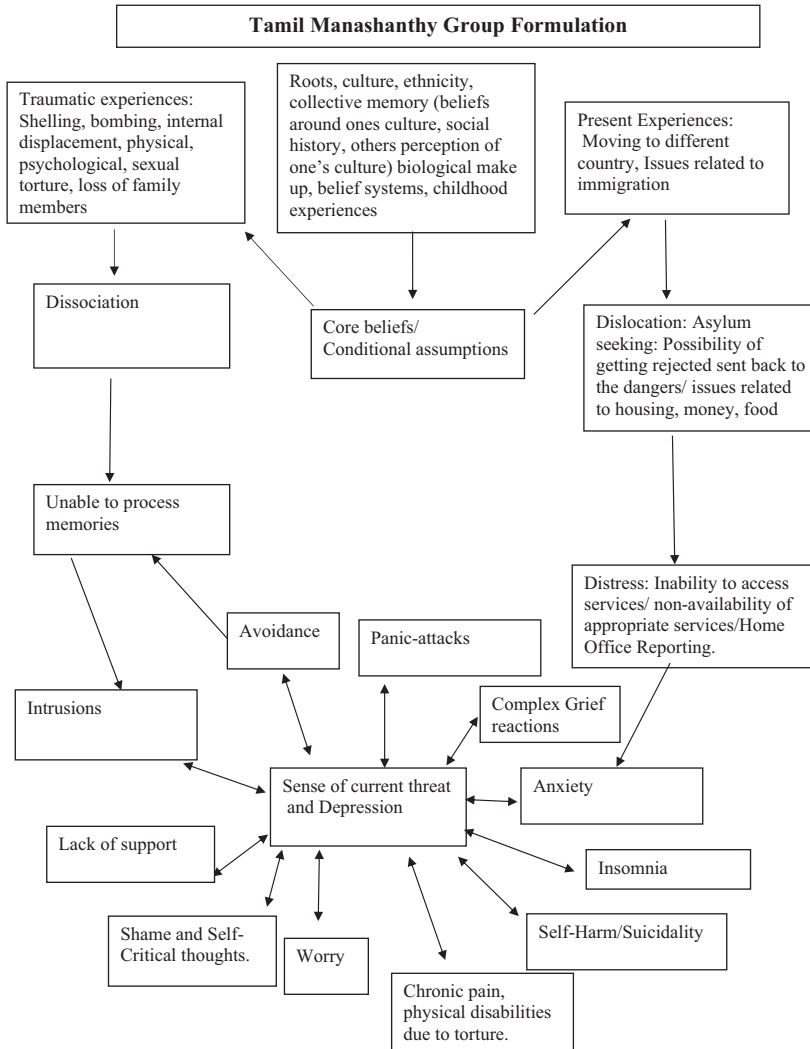 Tamil Manashanthy Group Formulation
Traumatic experiences:
Shelling, bombing, internal
displacement, physical,
psychological, sexual
torture, loss of family
members
Roots, culture, ethnicity,
collective memory (beliefs
around ones culture, social
history, others perception of
one's culture) biological make
up, belief systems, childhood
experiences
Present Experiences:
Moving to different
country, Issues related to
immigration
Dissociation
Core beliefs/
Conditional assumptions
Dislocation: Asylum
seeking: Possibility of
getting rejected sent back to
the dangers/ issues related
to housing, money, food
Unable to process
memories
Distress: Inability to access
services/ non-availability of
appropriate services/Home
Office Reporting.
Avoidance
Panic-attacks
Intrusions
Complex Grief
reactions
Sense of current threat
and Depression
Anxiety
Lack of support
Insomnia
Shame and Self-
Critical thoughts.
Worry
Self-Harm/Suicidality
Chronic pain,
physical disabilities
due to torture.